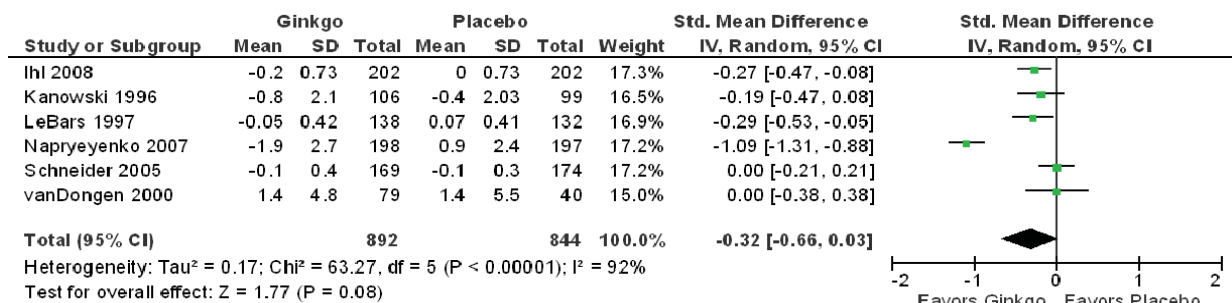 Ginkgo Placebo Std. Mean Difference Std. Mean Difference
Study or Subgroup Mean SD Total Mean SD Total Weight IV, Random, 95% CI IV, Random, 95% CI
Ihl 2008 -0.2 0.73 202 0 0.73 202 17.3% -0.27 [-0.47, -0.08]
Kanowski 1996 -0.8 2.1 106 -0.4 2.03 99 16.5% -0.19 [-0.47, 0.08]
LeBars 1997 -0.05 0.42 138 0.07 0.41 132 16.9% -0.29 [-0.53, -0.05]
Napryeyenko 2007 -1.9 2.7 198 0.9 2.4 197 17.2% -1.09 [-1.31, -0.88]
Schneider 2005 -0.1 0.4 169 -0.1 0.3 174 17.2% 0.00 [-0.21, 0.21]
vanDongen 2000 1.4 4.8 79 1.4 5.5 40 15.0% 0.00 [-0.38, 0.38]
Total (95% CI) 892 844 100.0% -0.32 [-0.66, 0.03]
Heterogeneity: Tau² = 0.17; Chi² = 63.27, df = 5 (P < 0.00001); I² = 92%
Test for overall effect: Z = 1.77 (P = 0.08)
-2 -1 0 1 2
Favors Ginkgo Favors Placebo